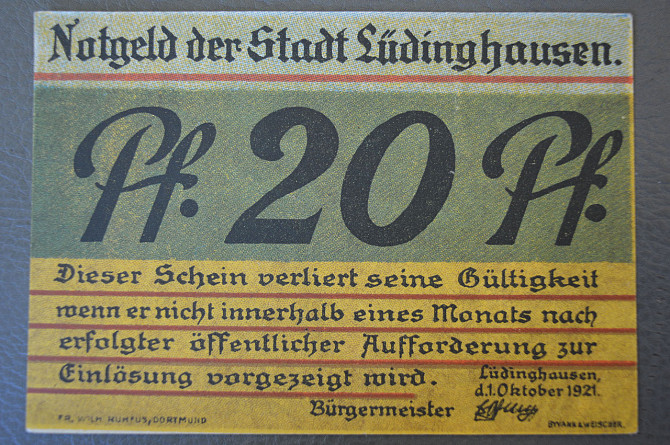 Notgeld der Stadt Lüdinghausen.
Pf. 20 Pf.
Dieser Schein verliert seine Gültigkeit
wenn er nicht innerhalb eines Monats nach
erfolgter öffentlicher Aufforderung zur
Einlösung vorgezeigt wird.
Lüdinghausen,
d.1.Oktober 1921.
Bürgermeister
FR. WILH. RUHFUS, DORTMUND